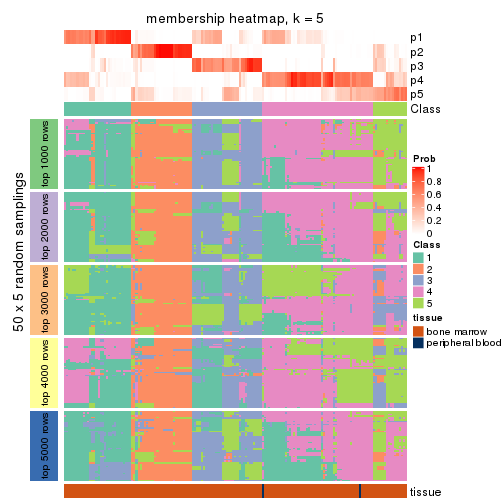 membership heatmap, k = 5
p1
p2
p3
p4
p5
Class
50 x 5 random samplings
top 1000 rows
top 2000 rows
top 3000 rows
top 4000 rows
top 5000 rows
Prob
1
0.8
0.6
0.4
0.2
0
Class
1
2
3
4
5
tissue
bone marrow
peripheral blood
tissue